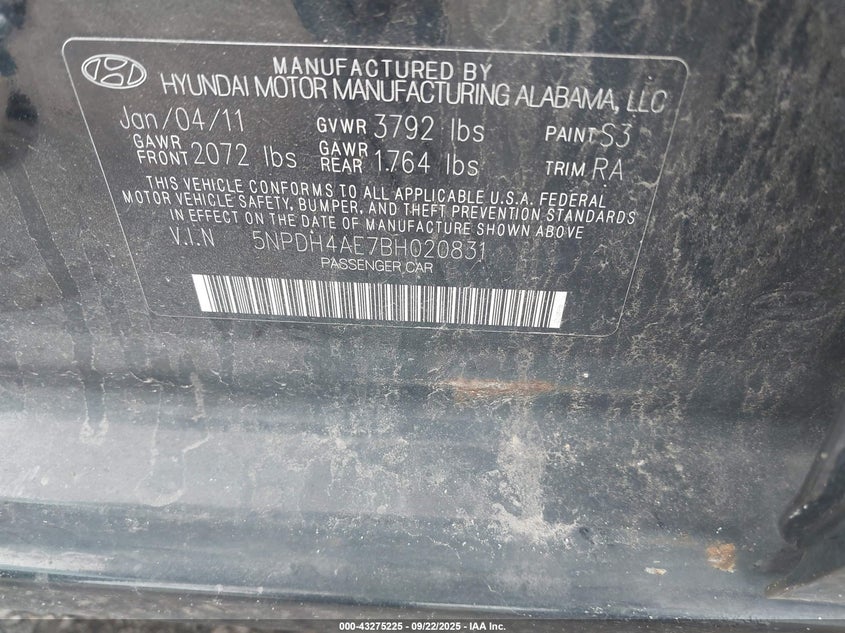 MANUFACTURED BY
HYUNDAI MOTOR MANUFACTURING ALABAMA, LLC
Jan/04/11 GVWR 3792 lbs PAINT S3
GAWR FRONT 2072 lbs GAWR REAR 1764 lbs TRIM RA
THIS VEHICLE CONFORMS TO ALL APPLICABLE U.S.A. FEDERAL
MOTOR VEHICLE SAFETY, BUMPER, AND THEFT PREVENTION STANDARDS
IN EFFECT ON THE DATE OF MANUFACTURE SHOWN ABOVE
V.I.N 5NPDH4AE7BH020831
PASSENGER CAR
000-43275225 - 09/22/2025 - IAA Inc.